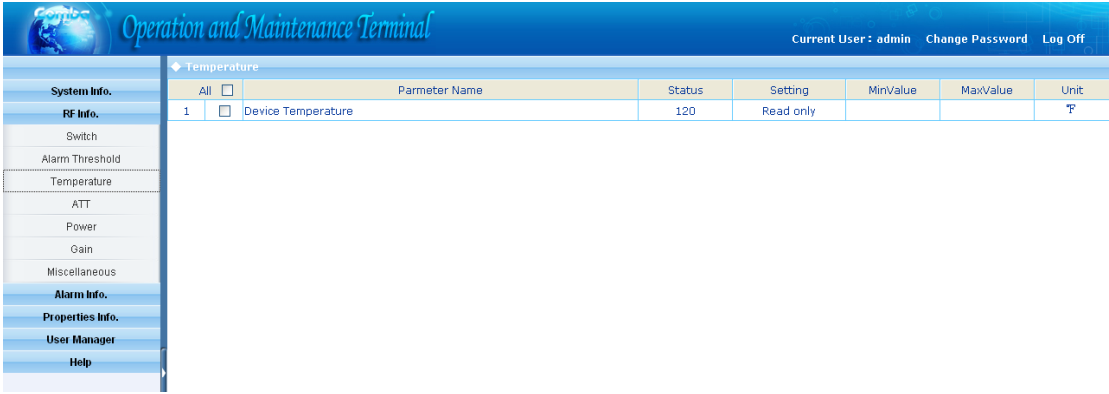 Comba
Operation and Maintenance Terminal
Current User : admin Change Password Log Off
Temperature
System Info.
RF Info.
Switch
Alarm Threshold
Temperature
ATT
Power
Gain
Miscellaneous
Alarm Info.
Properties Info.
User Manager
Help
All Parmeter Name Status Setting MinValue MaxValue Unit
1 Device Temperature 120 Read only ℉